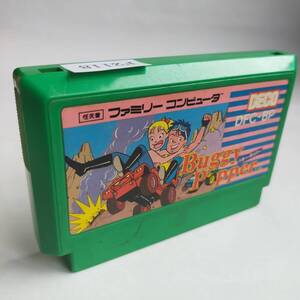 F2118
任天堂 ファミリー コンピュータ
DECO
DFC-BP
Buggy
Popper